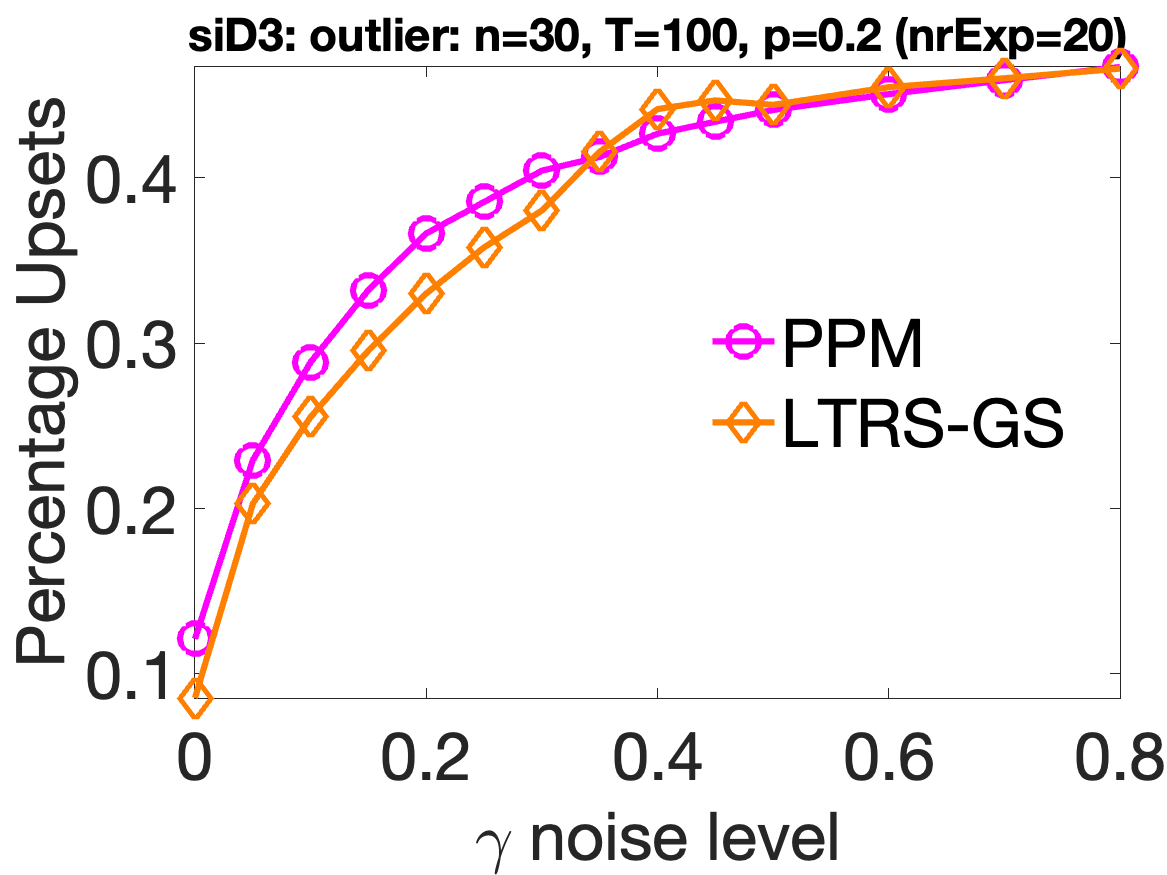 siD3: outlier: n=30, T=100, p=0.2 (nrExp=20)
Percentage Upsets
0.4
0.3
0.2
0.1
PPM
LTRS-GS
0
0.2
0.4
0.6
0.8
γ noise level